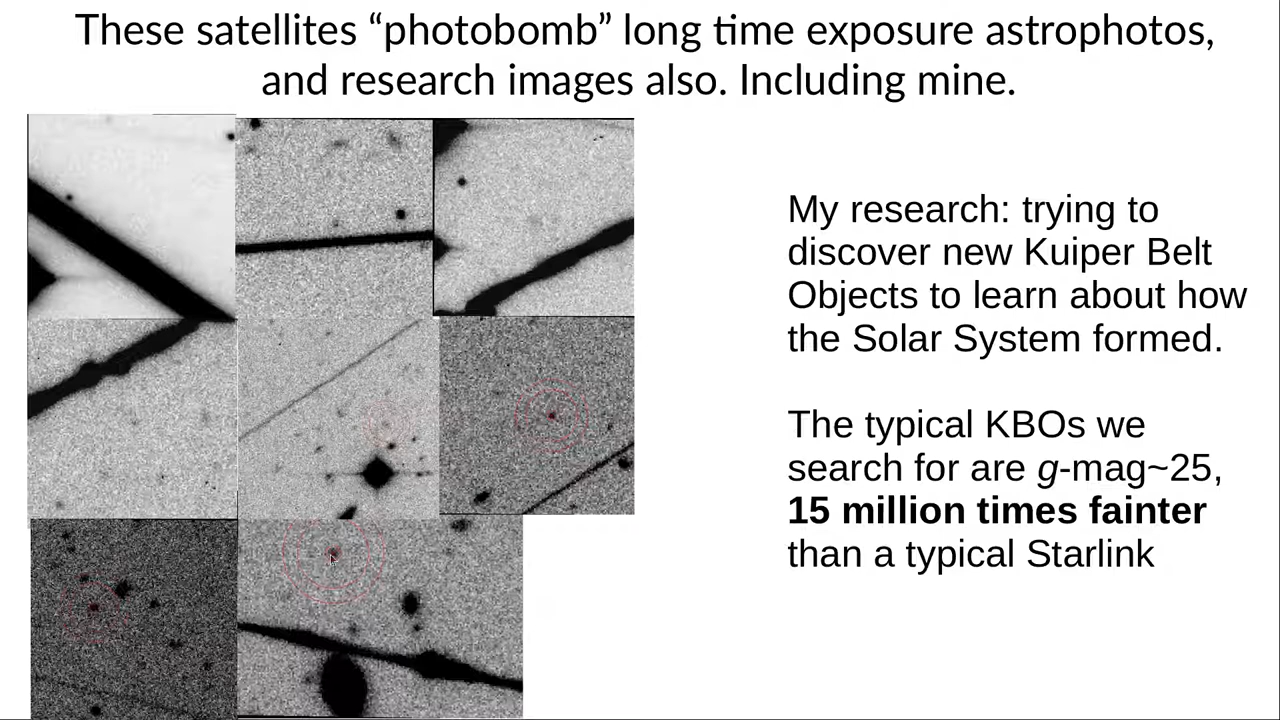 These satellites “photobomb” long time exposure astrophotos,
and research images also. Including mine.
My research: trying to
discover new Kuiper Belt
Objects to learn about how
the Solar System formed.
The typical KBOs we
search for are g-mag~25,
15 million times fainter
than a typical Starlink